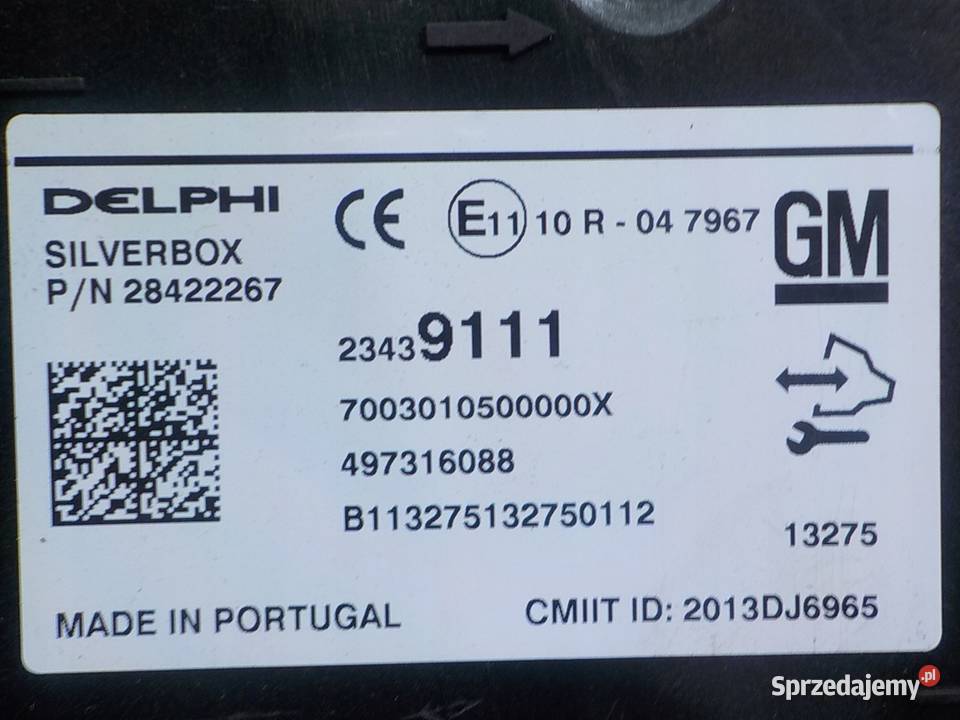 DELPHI
SILVERBOX
P/N 28422267
CE E11 10 R - 04 7967
GM
23439111
7003010500000X
497316088
B113275132750112
13275
MADE IN PORTUGAL
CMIIT ID: 2013DJ6965
Sprzedajemy.pl